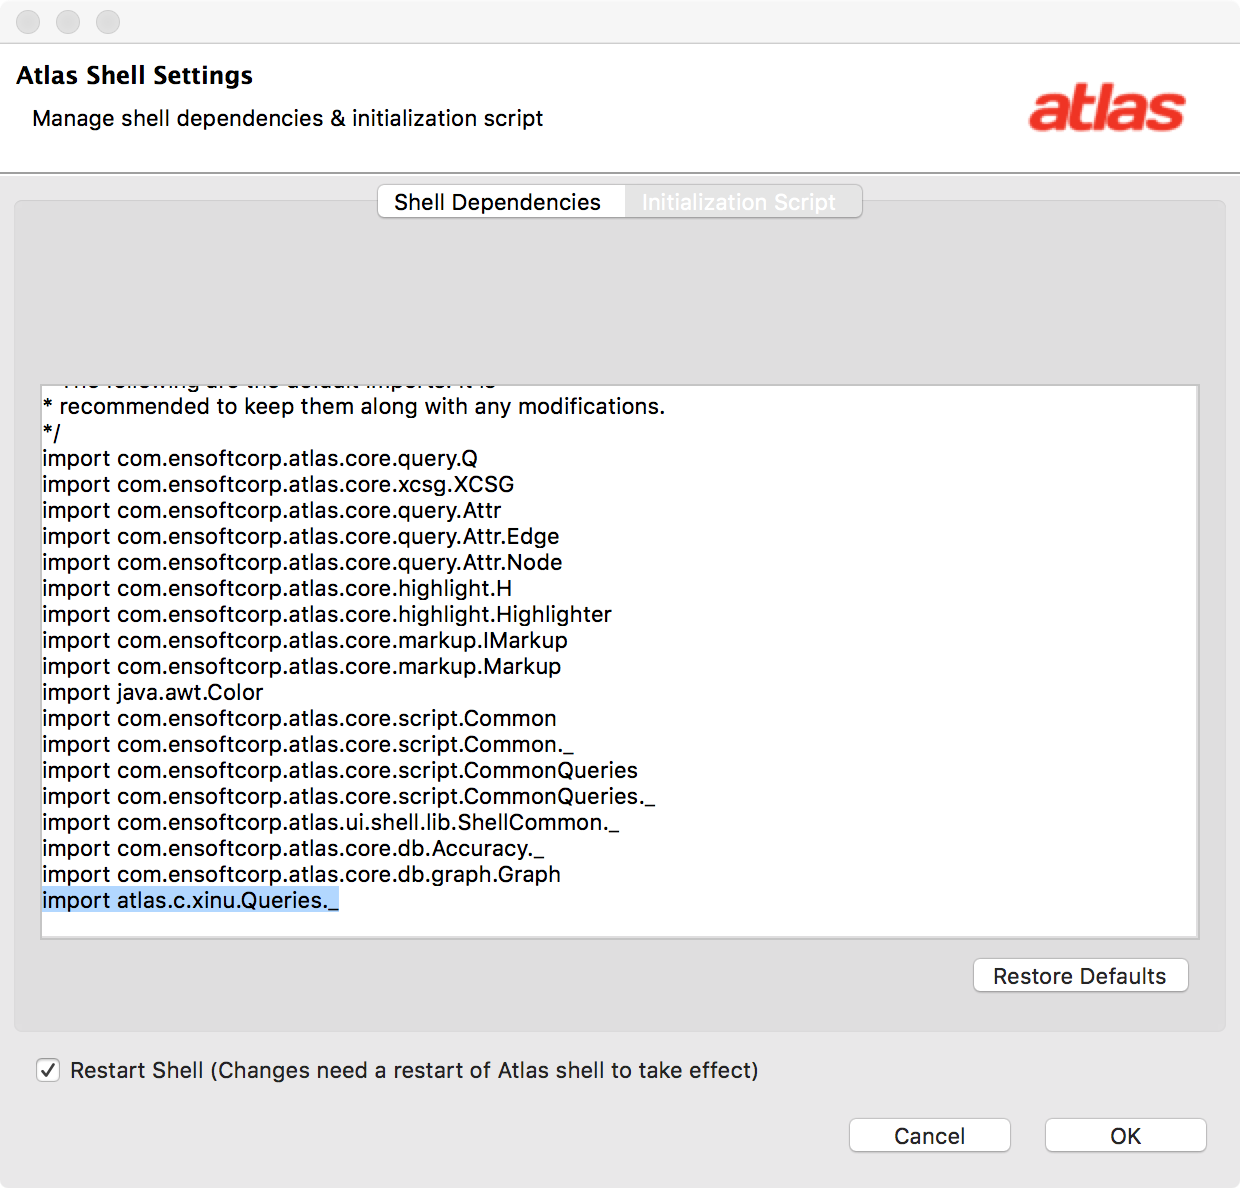 Atlas Shell Settings
Manage shell dependencies & initialization script
atlas
Shell Dependencies
Initialization Script
The following are the default imports. It is
* recommended to keep them along with any modifications.
*/
import com.ensoftcorp.atlas.core.query.Q
import com.ensoftcorp.atlas.core.xcsg.XCSG
import com.ensoftcorp.atlas.core.query.Attr
import com.ensoftcorp.atlas.core.query.Attr.Edge
import com.ensoftcorp.atlas.core.query.Attr.Node
import com.ensoftcorp.atlas.core.highlight.H
import com.ensoftcorp.atlas.core.highlight.Highlighter
import com.ensoftcorp.atlas.core.markup.IMarkup
import com.ensoftcorp.atlas.core.markup.Markup
import java.awt.Color
import com.ensoftcorp.atlas.core.script.Common
import com.ensoftcorp.atlas.core.script.Common._
import com.ensoftcorp.atlas.core.script.CommonQueries
import com.ensoftcorp.atlas.core.script.CommonQueries._
import com.ensoftcorp.atlas.ui.shell.lib.ShellCommon._
import com.ensoftcorp.atlas.core.db.Accuracy._
import com.ensoftcorp.atlas.core.db.graph.Graph
import atlas.c.xinu.Queries._
Restore Defaults
Restart Shell (Changes need a restart of Atlas shell to take effect)
Cancel
OK